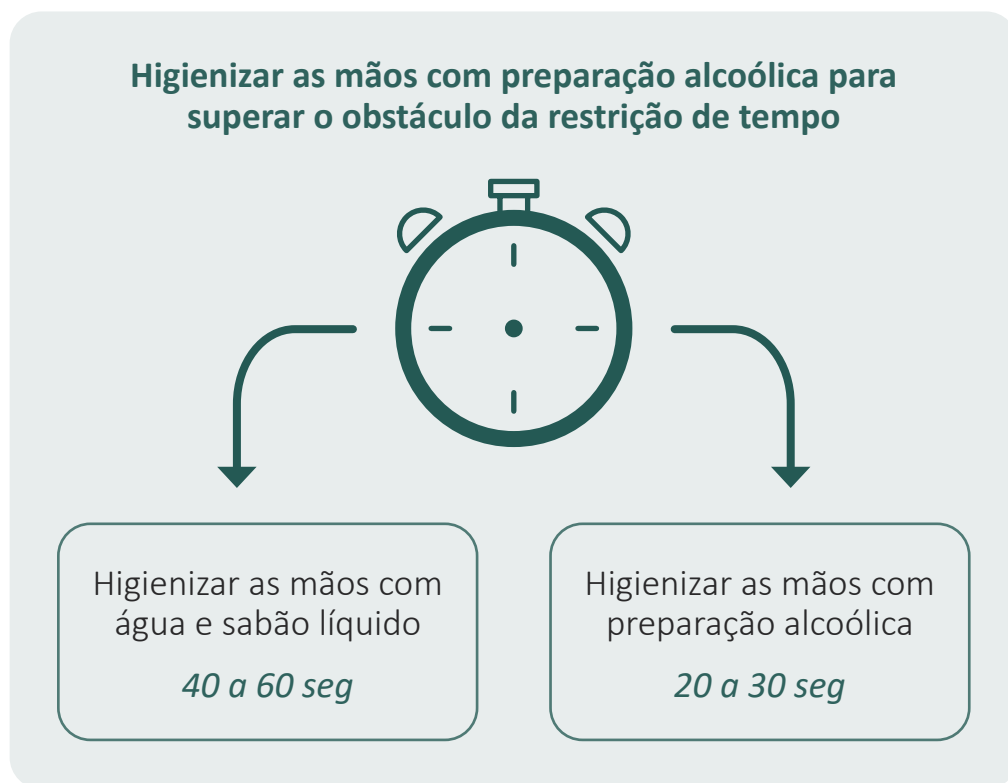 Higienizar as mãos com preparação alcoólica para
superar o obstáculo da restrição de tempo
Higienizar as mãos com
água e sabão líquido
40 a 60 seg
Higienizar as mãos com
preparação alcoólica
20 a 30 seg